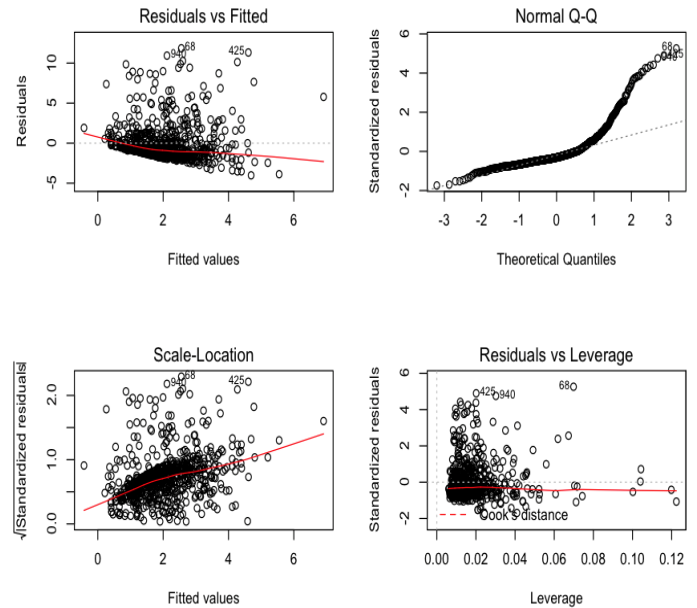 Residuals vs Fitted
Residuals
10
5
0
-5
68
940
425
0 2 4 6
Fitted values
Normal Q-Q
Standardized residuals
6
4
2
0
-2
68
-3 -2 -1 0 1 2 3
Theoretical Quantiles
Scale-Location
√|Standardized residuals|
2.0
1.0
0.0
68
940
425
0 2 4 6
Fitted values
Residuals vs Leverage
Standardized residuals
6
4
2
0
-2
425 940
68
Cook's distance
0.00 0.02 0.04 0.06 0.08 0.10 0.12
Leverage